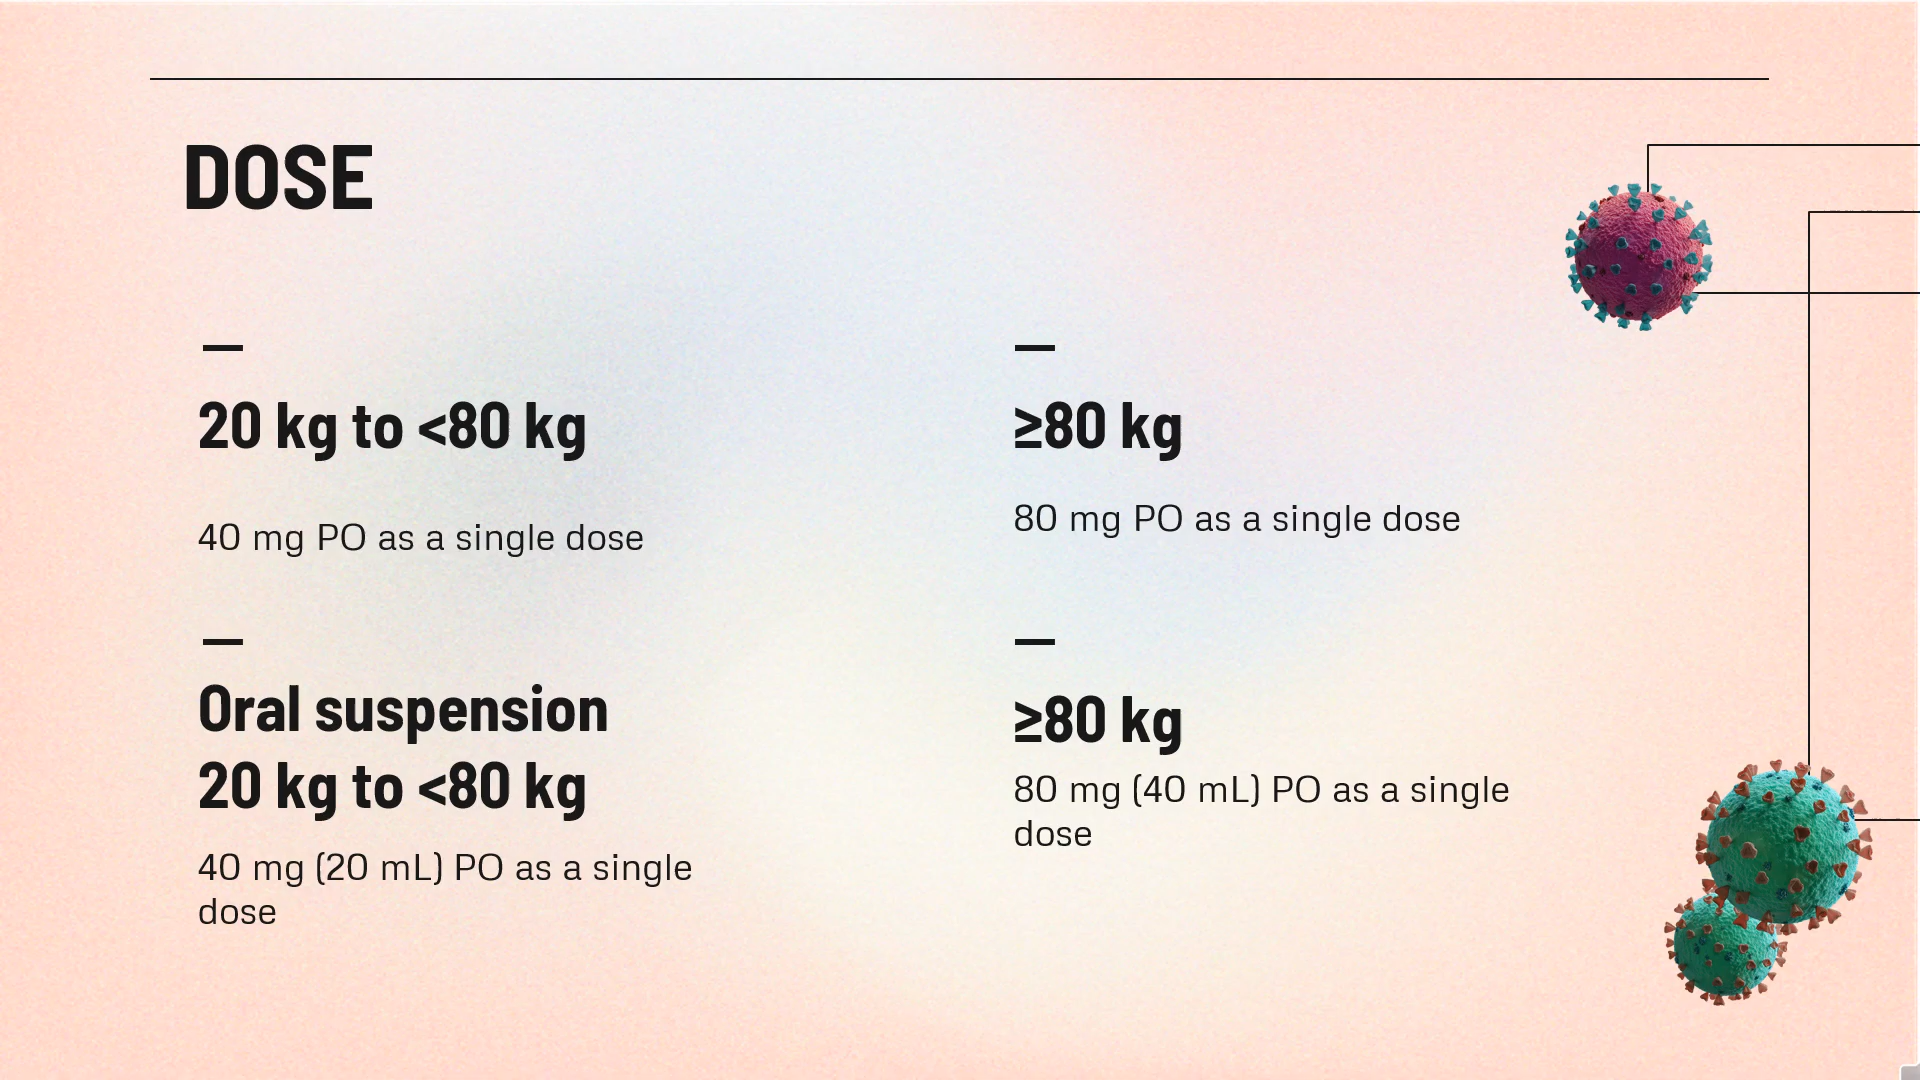 DOSE
20 kg to <80 kg
40 mg PO as a single dose
≥80 kg
80 mg PO as a single dose
Oral suspension
20 kg to <80 kg
40 mg (20 mL) PO as a single
dose
≥80 kg
80 mg (40 mL) PO as a single
dose